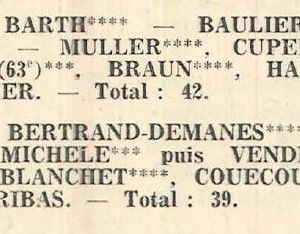 BARTH**** — BAULIER
— MULLER****, CUPE
(63e)***, BRAUN****, HA
ER. — Total : 42.
BERTRAND-DEMANES****
MICHELE*** puis VEND
BLANCHET****, COUECOU
RIBAS. — Total : 39.